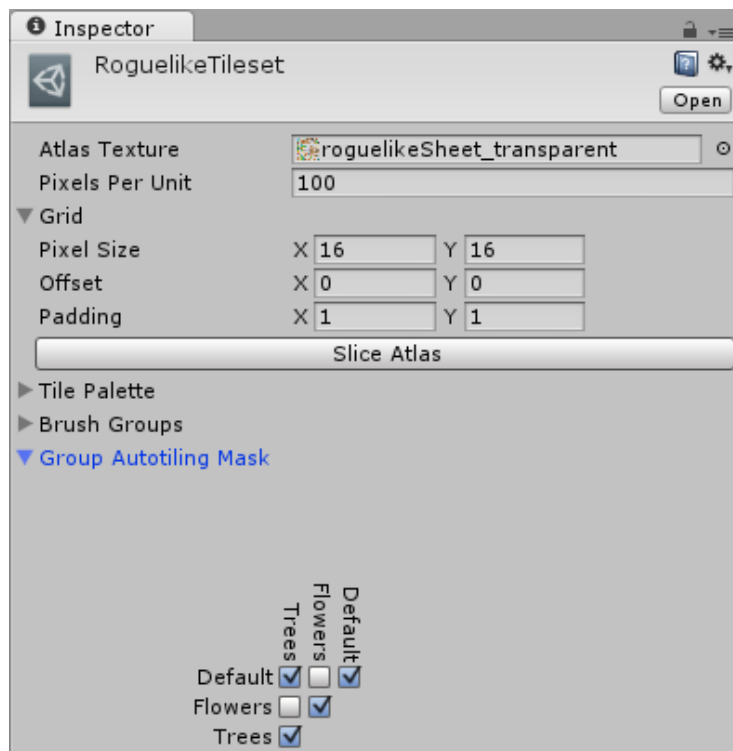 Inspector
RoguelikeTileset
Open
Atlas Texture roguelikeSheet_transparent
Pixels Per Unit 100
Grid
Pixel Size X 16 Y 16
Offset X 0 Y 0
Padding X 1 Y 1
Slice Atlas
Tile Palette
Brush Groups
Group Autotiling Mask
Trees Flowers Default
Default
Flowers
Trees